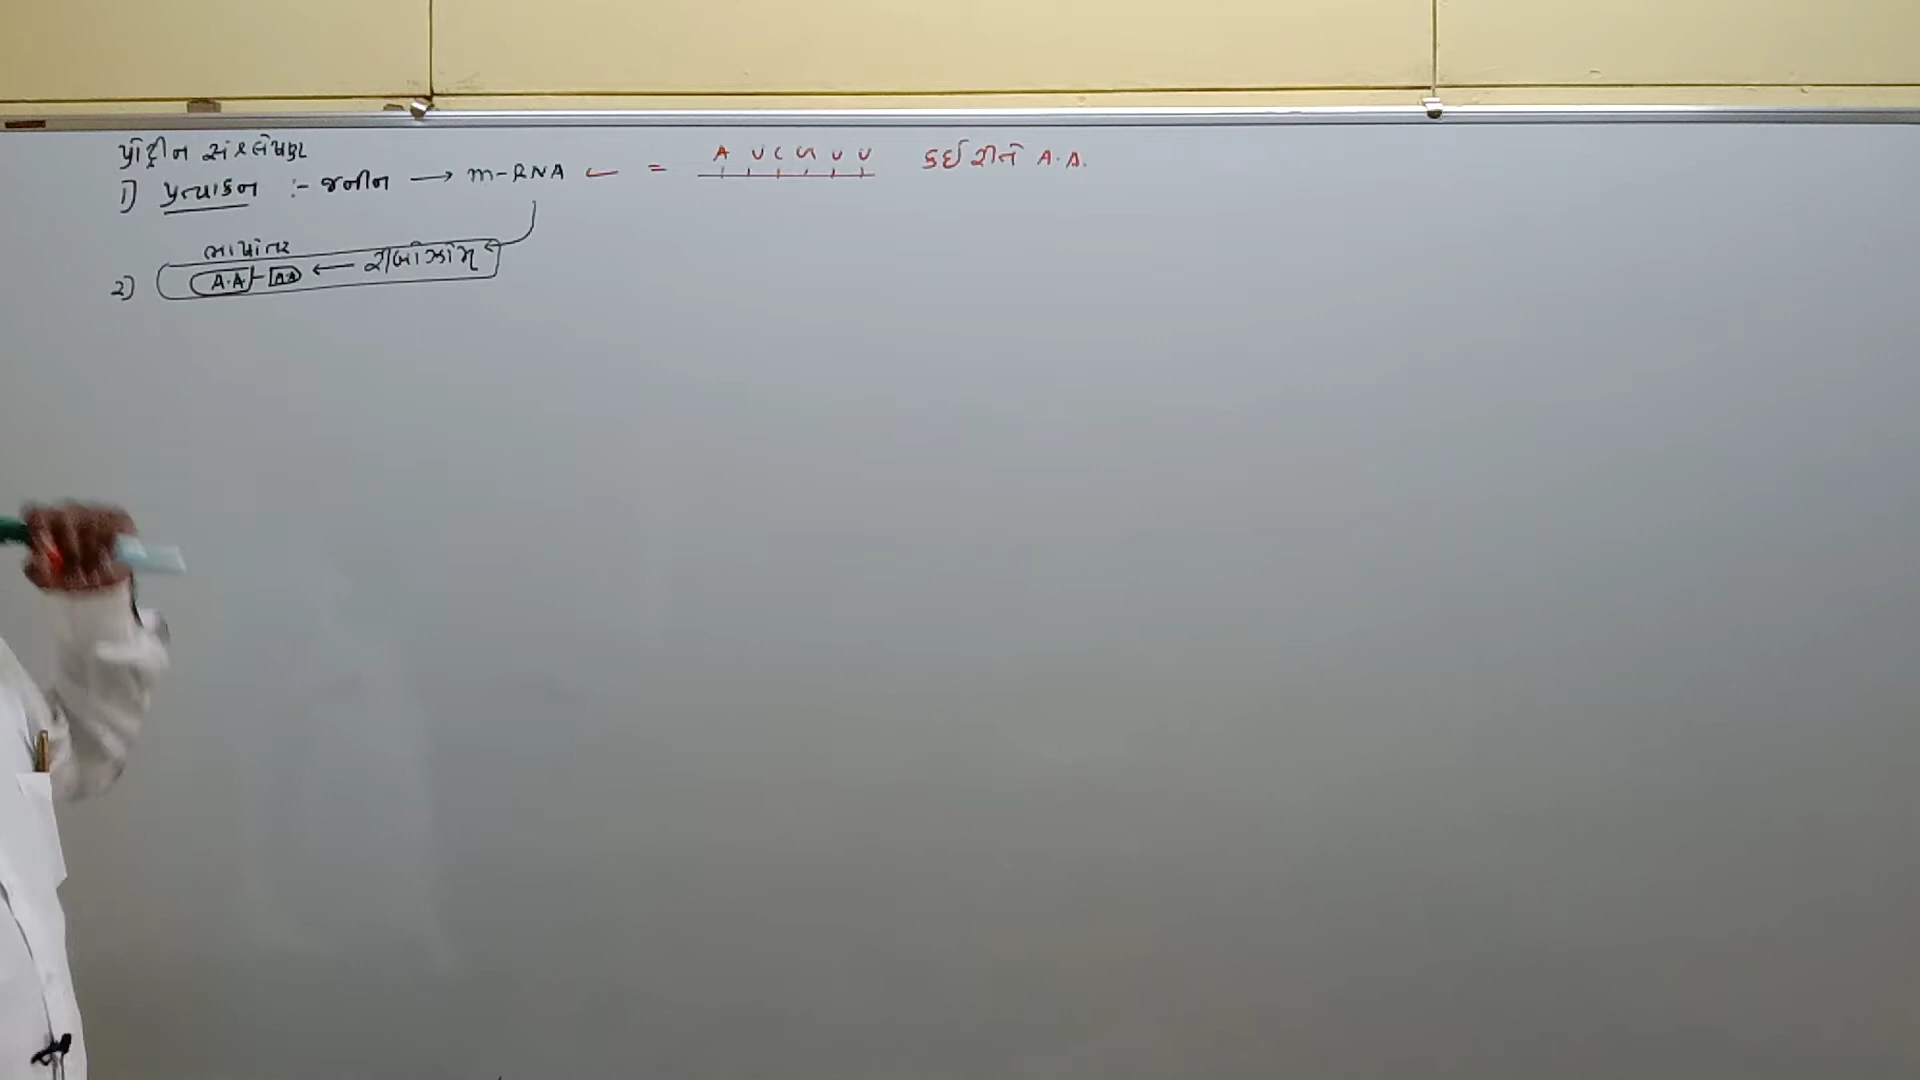 પ્રોટીન સંશ્લેષણ
1) પ્રત્યાંકન :- જનીન → m-RNA = A U C G U U કઈ રીતે A.A.
ભાષાંતર
2) A.A - A.A ← રીબોઝોમ